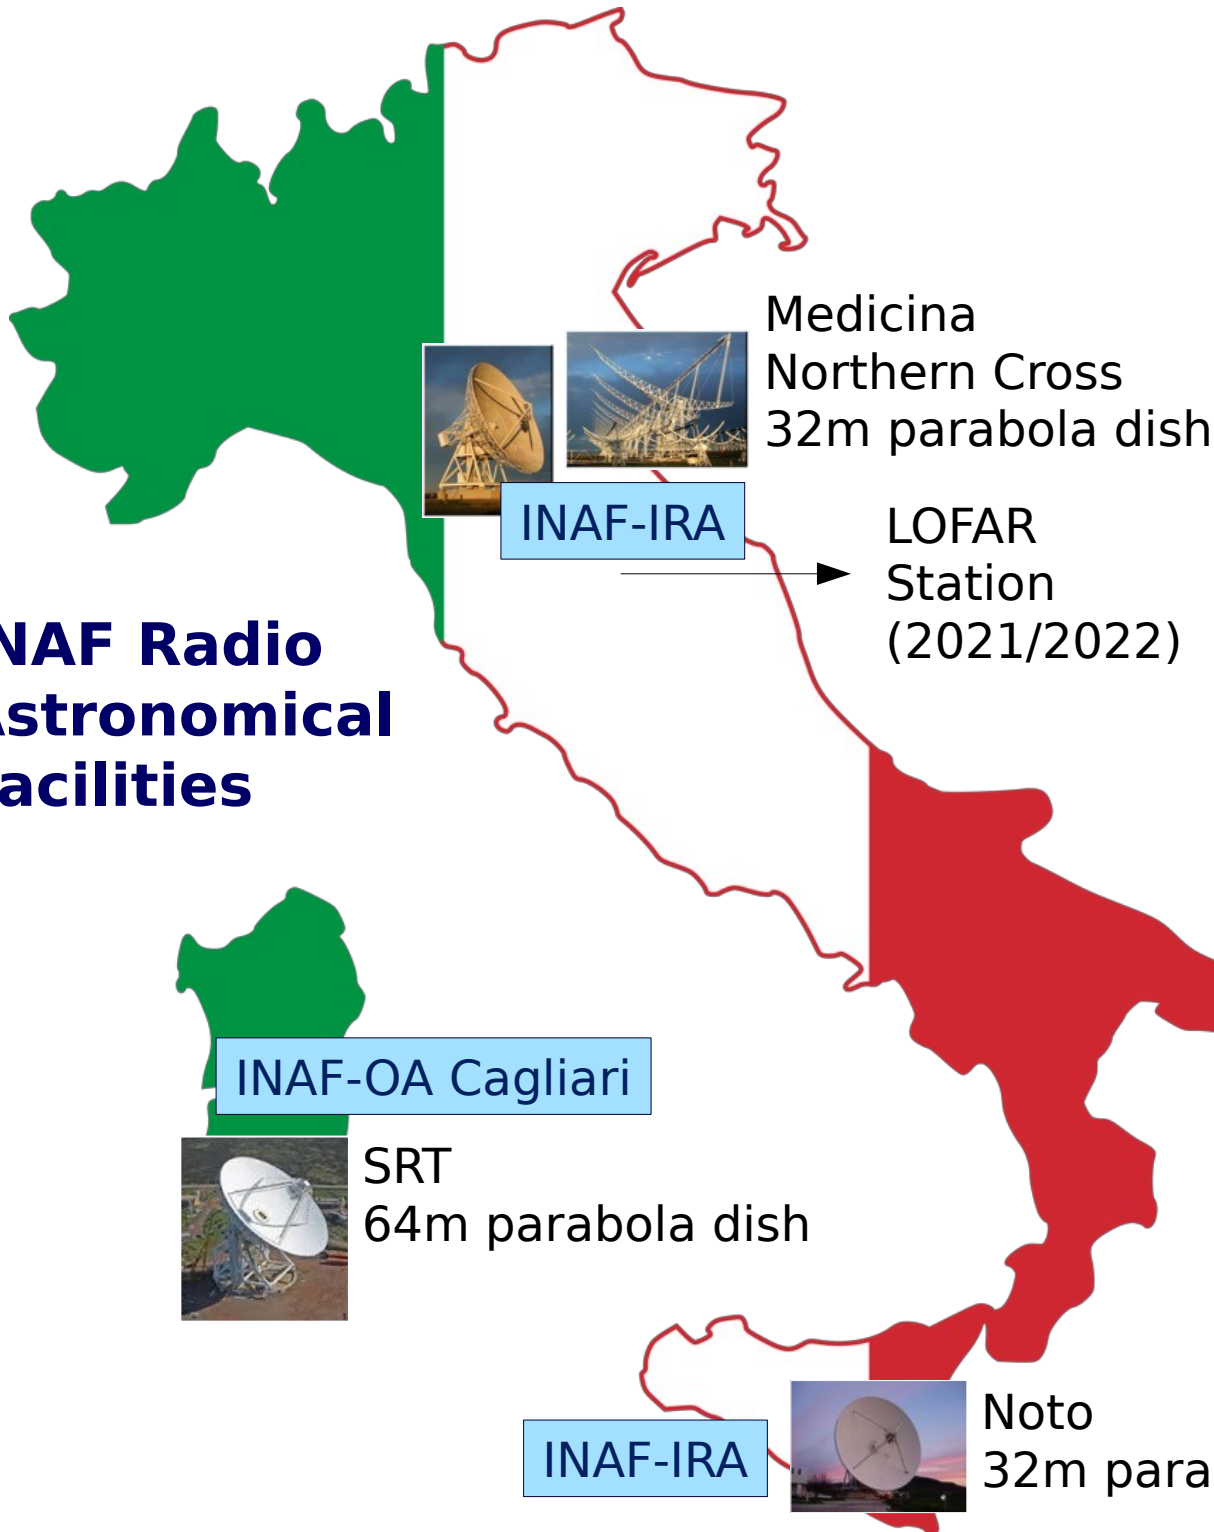 Medicina
Northern Cross
32m parabola dish
INAF-IRA
LOFAR
Station
(2021/2022)
NAF Radio
Astronomical
acilities
INAF-OA Cagliari
SRT
64m parabola dish
Noto
32m para
INAF-IRA